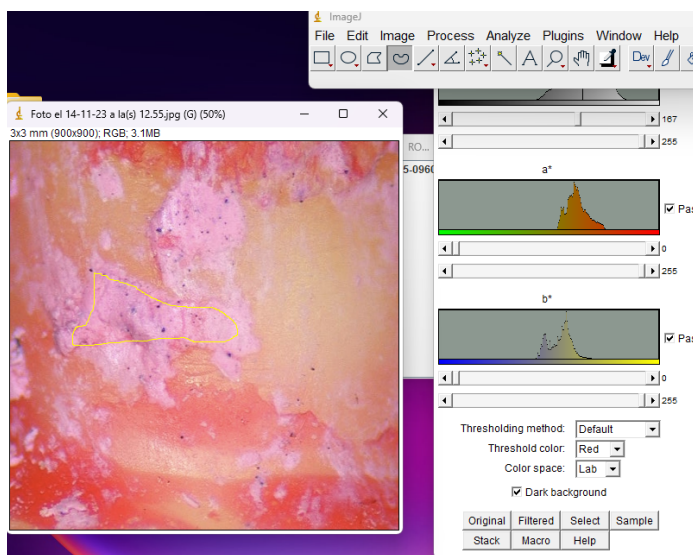 ImageJ
File Edit Image Process Analyze Plugins Window Help
A Dev
Foto el 14-11-23 a la(s) 12.55.jpg (G) (50%)
3x3 mm (900x900); RGB; 3.1MB
RO...
5-0960
167
255
a*
Pas
0
255
b*
Pas
0
255
Thresholding method: Default
Threshold color: Red
Color space: Lab
Dark background
Original Filtered Select Sample
Stack Macro Help